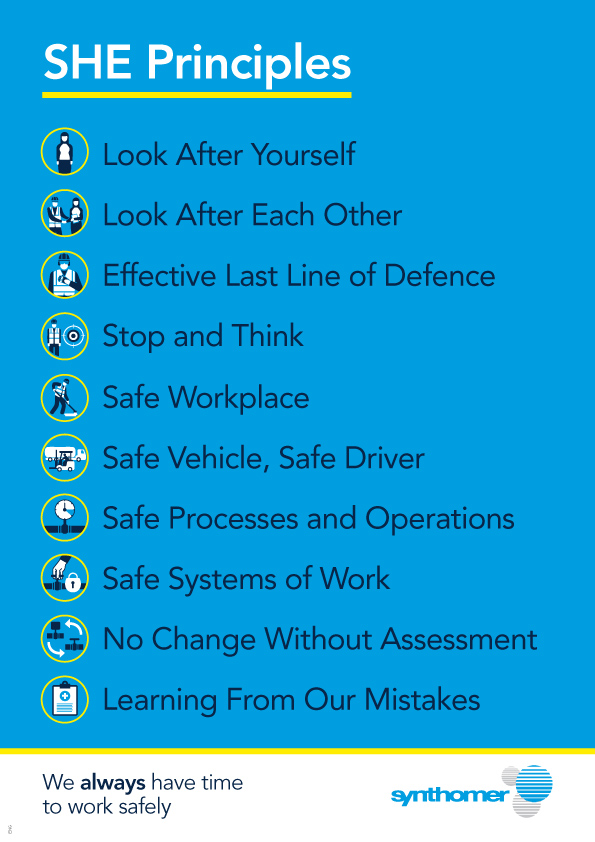 SHE Principles
Look After Yourself
Look After Each Other
Effective Last Line of Defence
Stop and Think
Safe Workplace
Safe Vehicle, Safe Driver
Safe Processes and Operations
Safe Systems of Work
No Change Without Assessment
Learning From Our Mistakes
We always have time
to work safely
synthomer